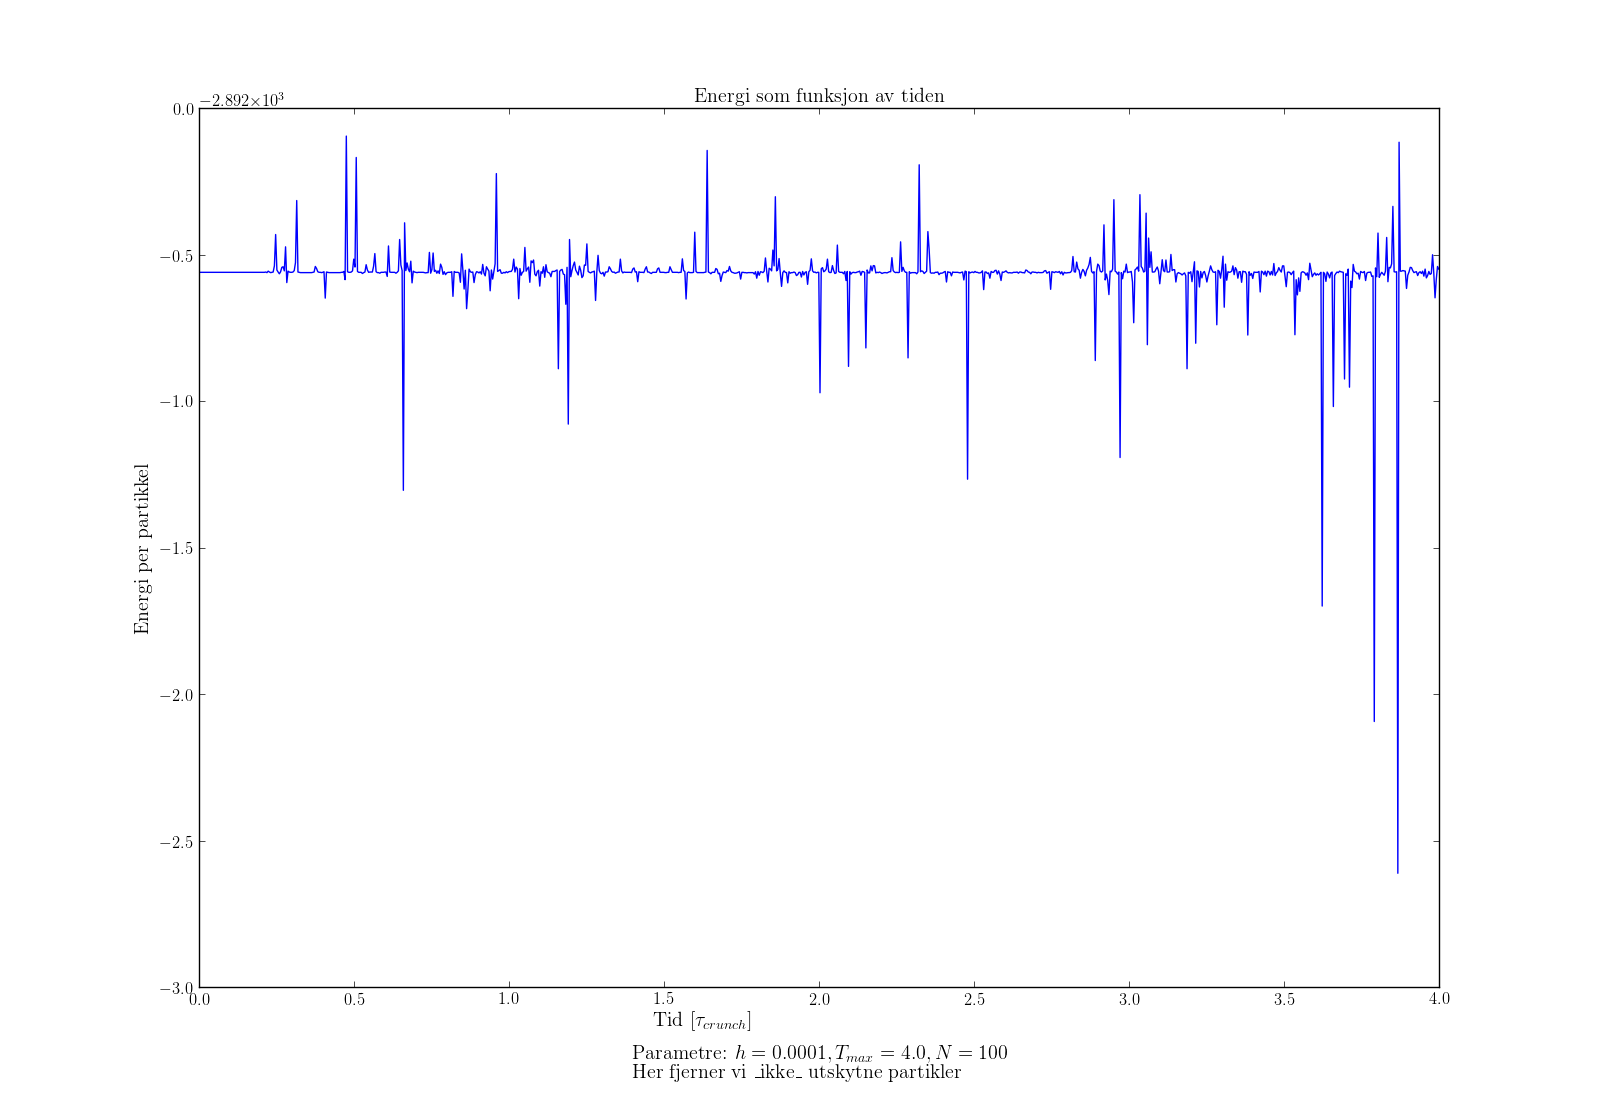 Energi som funksjon av tiden
−2.892×10³
0.0
−0.5
−1.0
−1.5
−2.0
−2.5
−3.0
Energi per partikkel
0.0 0.5 1.0 1.5 2.0 2.5 3.0 3.5 4.0
Tid [τ_crunch]
Parametre: h = 0.0001, T_max = 4.0, N = 100
Her fjerner vi _ikke_ utskytne partikler